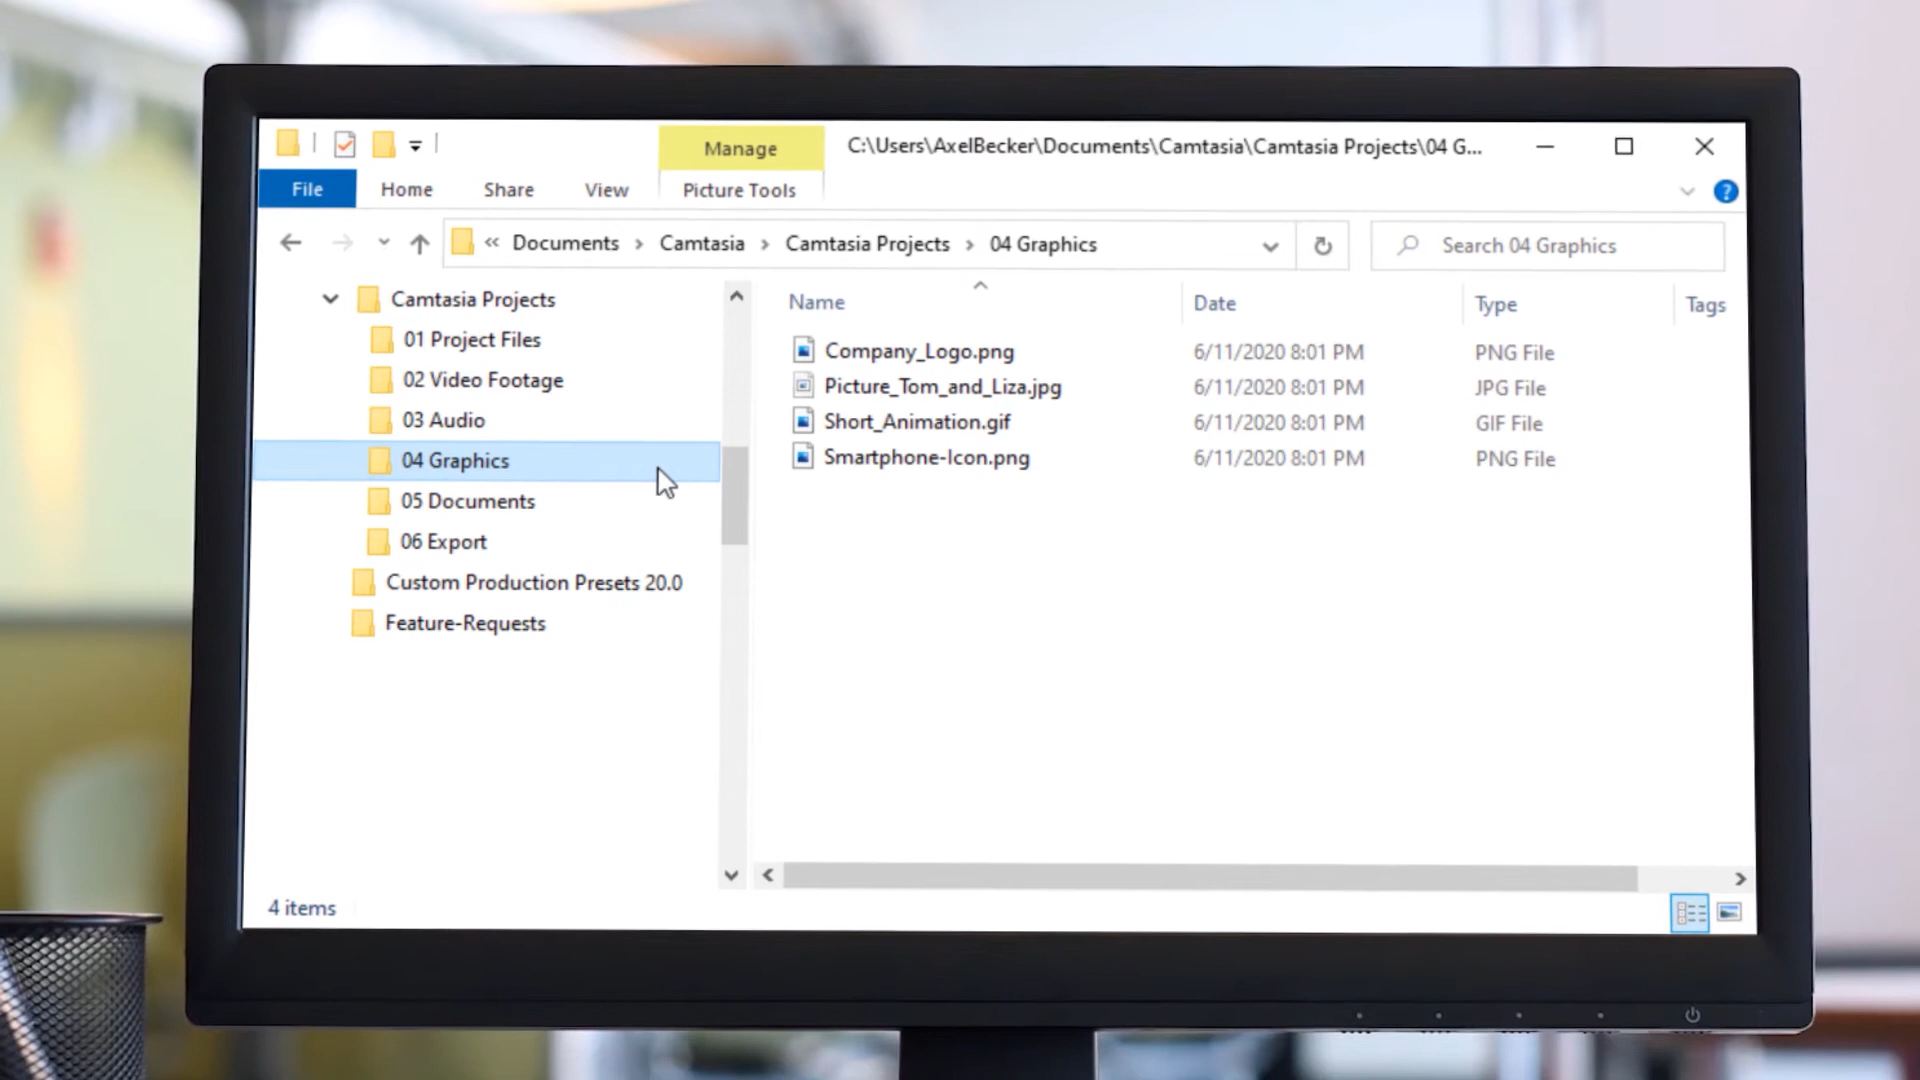 Manage
C:\Users\AxelBecker\Documents\Camtasia\Camtasia Projects\04 G...
File Home Share View Picture Tools
?
« Documents › Camtasia › Camtasia Projects › 04 Graphics
Search 04 Graphics
Camtasia Projects
01 Project Files
02 Video Footage
03 Audio
04 Graphics
05 Documents
06 Export
Custom Production Presets 20.0
Feature-Requests
Name Date Type Tags
Company_Logo.png 6/11/2020 8:01 PM PNG File
Picture_Tom_and_Liza.jpg 6/11/2020 8:01 PM JPG File
Short_Animation.gif 6/11/2020 8:01 PM GIF File
Smartphone-Icon.png 6/11/2020 8:01 PM PNG File
4 items